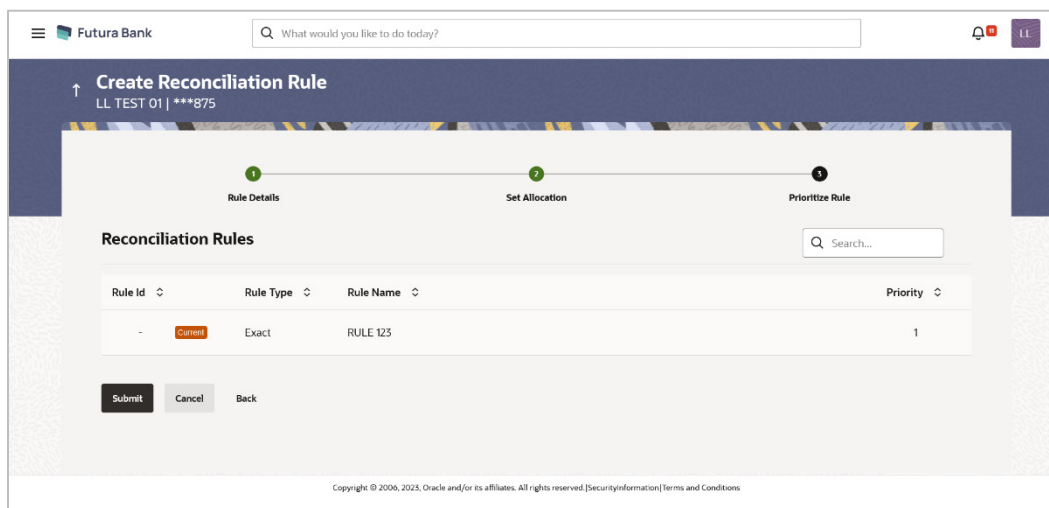 Futura Bank
What would you like to do today?
11
LE
Create Reconciliation Rule
LL TEST 01 | ***875
1
2
3
Rule Details
Set Allocation
Prioritize Rule
Reconciliation Rules
Search...
Rule Id Rule Type Rule Name Priority
- Current Exact RULE 123 1
Submit Cancel Back
Copyright © 2006, 2023, Oracle and/or its affiliates. All rights reserved.|SecurityInformation|Terms and Conditions